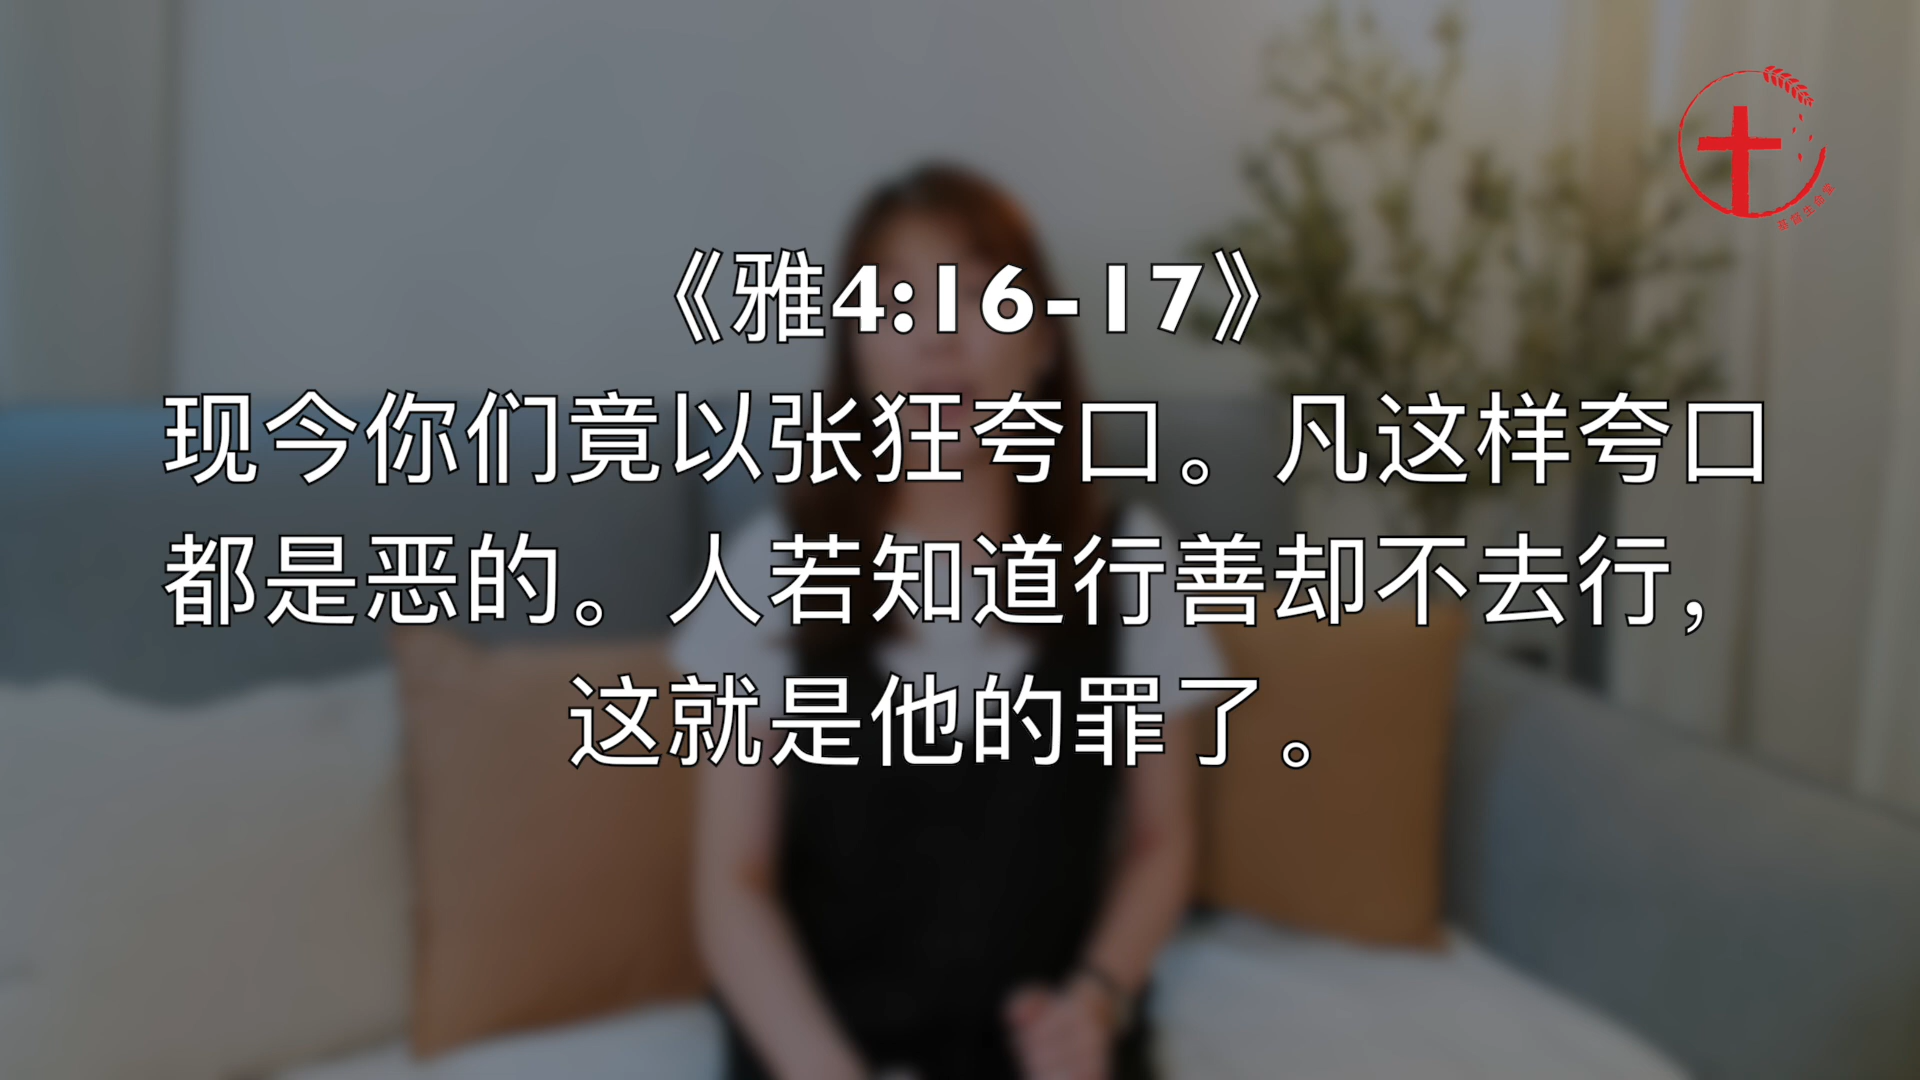 《雅4:16-17》
现今你们竟以张狂夸口。凡这样夸口
都是恶的。人若知道行善却不去行，
这就是他的罪了。